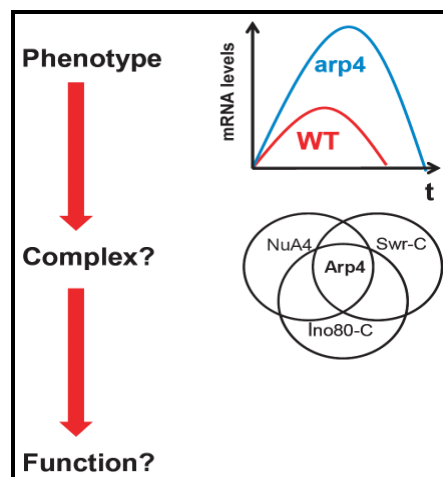 Phenotype
mRNA levels
arp4
WT
t
Complex?
NuA4
Swr-C
Arp4
Ino80-C
Function?